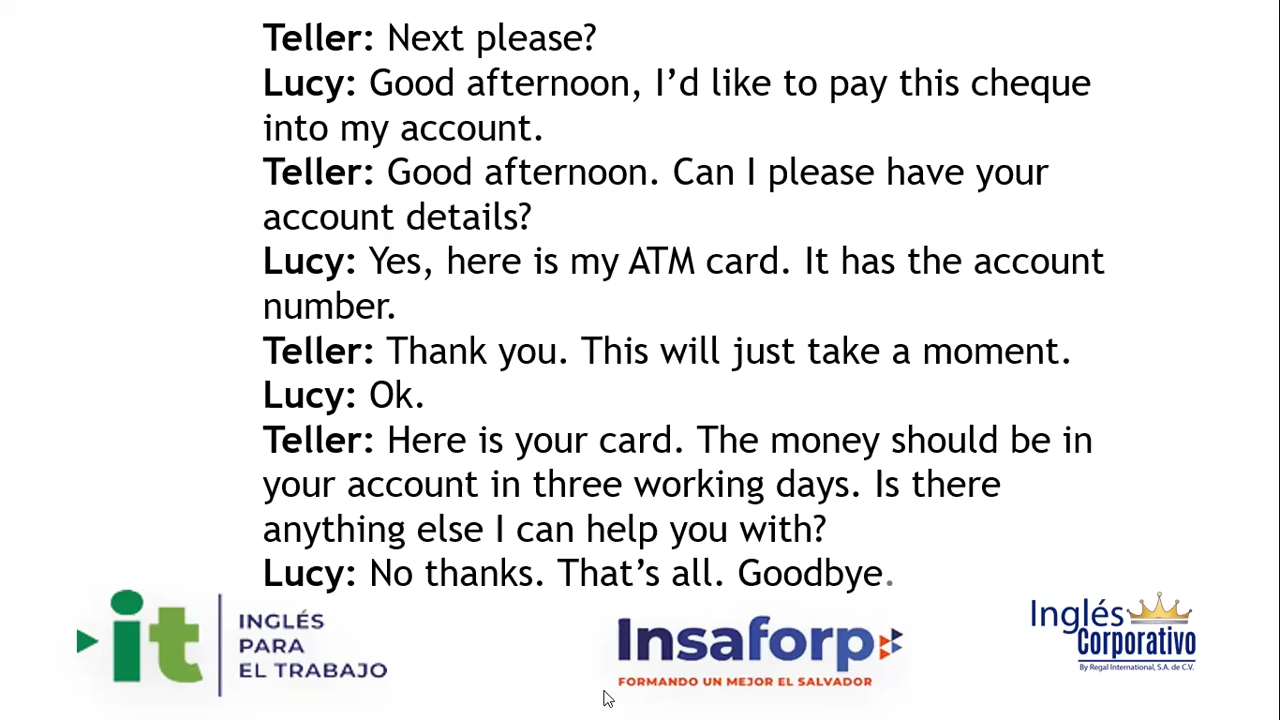 Teller: Next please?
Lucy: Good afternoon, I’d like to pay this cheque
into my account.
Teller: Good afternoon. Can I please have your
account details?
Lucy: Yes, here is my ATM card. It has the account
number.
Teller: Thank you. This will just take a moment.
Lucy: Ok.
Teller: Here is your card. The money should be in
your account in three working days. Is there
anything else I can help you with?
Lucy: No thanks. That’s all. Goodbye.
it
INGLÉS
PARA
EL TRABAJO
Insaforp
FORMANDO UN MEJOR EL SALVADOR
Inglés
Corporativo
By Regal International, S.A. de C.V.